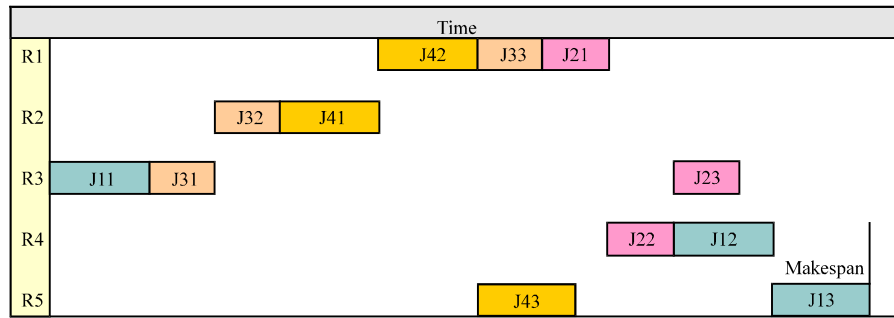 Time
R1 J42 J33 J21
R2 J32 J41
R3 J11 J31 J23
R4 J22 J12
Makespan
R5 J43 J13